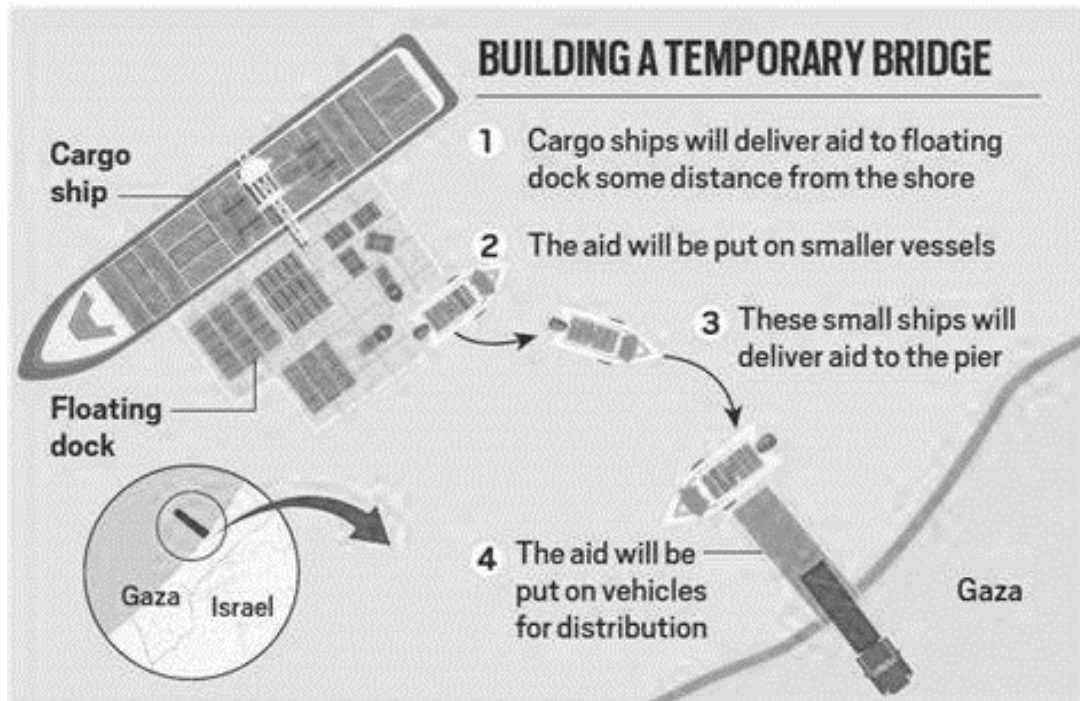 BUILDING A TEMPORARY BRIDGE
Cargo
ship
1 Cargo ships will deliver aid to floating
dock some distance from the shore
2 The aid will be put on smaller vessels
3 These small ships will
deliver aid to the pier
Floating
dock
4 The aid will be
put on vehicles
for distribution
Gaza
Gaza
Israel